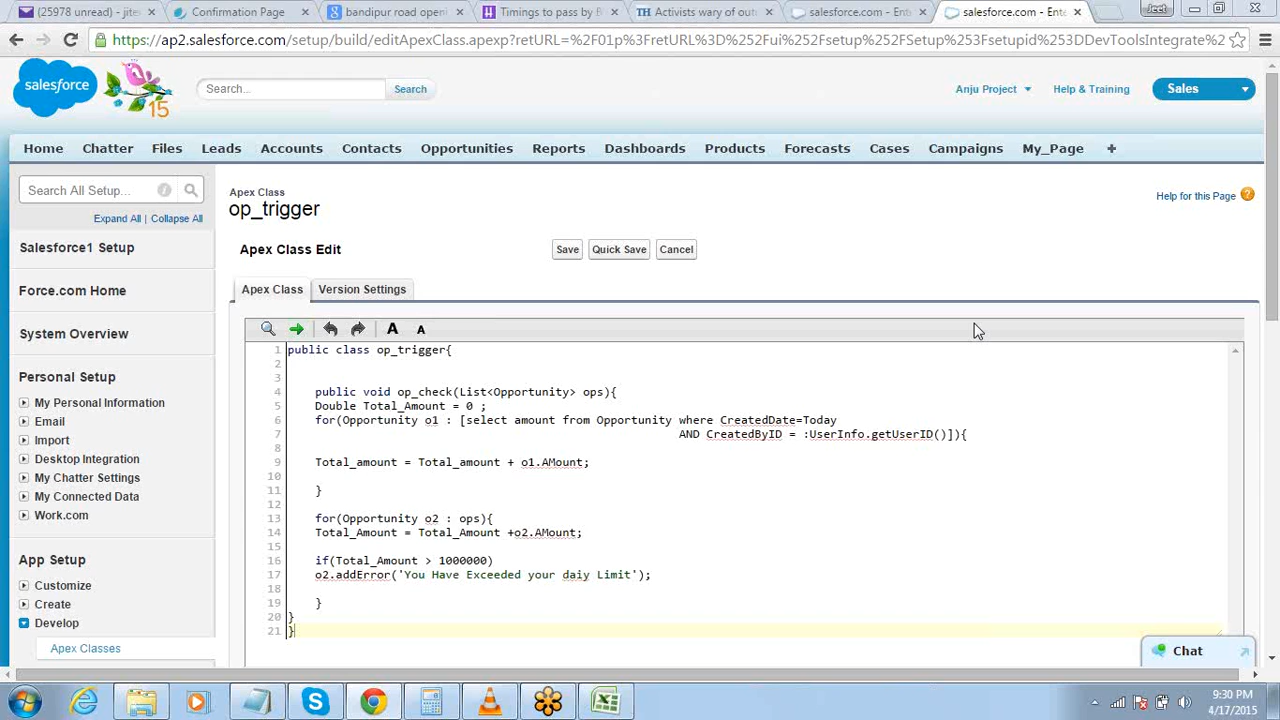 (25978 unread) - jites
Confirmation Page
bandipur road open
Timings to pass by B
Activists wary of out
salesforce.com - Ente
salesforce.com - Ente
Jeet
https://ap2.salesforce.com/setup/build/editApexClass.apexp?retURL=%2F01p%3FretURL%3D%252Fui%252Fsetup%252FSetup%253Fsetupid%253DDevToolsIntegrate%2
salesforce
15
Search...
Search
Anju Project
Help & Training
Sales
Home
Chatter
Files
Leads
Accounts
Contacts
Opportunities
Reports
Dashboards
Products
Forecasts
Cases
Campaigns
My_Page
+
Search All Setup...
Expand All | Collapse All
Salesforce1 Setup
Force.com Home
System Overview
Personal Setup
My Personal Information
Email
Import
Desktop Integration
My Chatter Settings
My Connected Data
Work.com
App Setup
Customize
Create
Develop
Apex Classes
Apex Class
op_trigger
Help for this Page
Apex Class Edit
Save
Quick Save
Cancel
Apex Class
Version Settings
A
A
1 public class op_trigger{
2
3
4 public void op_check(List<Opportunity> ops){
5 Double Total_Amount = 0 ;
6 for(Opportunity o1 : [select amount from Opportunity where CreatedDate=Today
7 AND CreatedByID = :UserInfo.getUserID()]){
8
9 Total_amount = Total_amount + o1.AMount;
10
11 }
12
13 for(Opportunity o2 : ops){
14 Total_Amount = Total_Amount +o2.AMount;
15
16 if(Total_Amount > 1000000)
17 o2.addError('You Have Exceeded your daiy Limit');
18
19 }
20 }
21 }
Chat
9:30 PM
4/17/2015